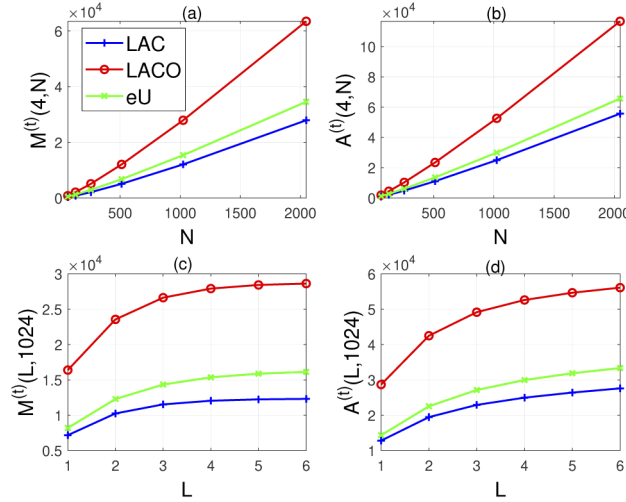 ×10⁴ (a)
M⁽ᵗ⁾(4,N)
6
4
2
0
LAC
LACO
eU
500 1000 1500 2000
N
×10⁴ (b)
A⁽ᵗ⁾(4,N)
10
8
6
4
2
0
500 1000 1500 2000
N
×10⁴ (c)
M⁽ᵗ⁾(L,1024)
3
2.5
2
1.5
1
0.5
1 2 3 4 5 6
L
×10⁴ (d)
A⁽ᵗ⁾(L,1024)
6
5
4
3
2
1
1 2 3 4 5 6
L